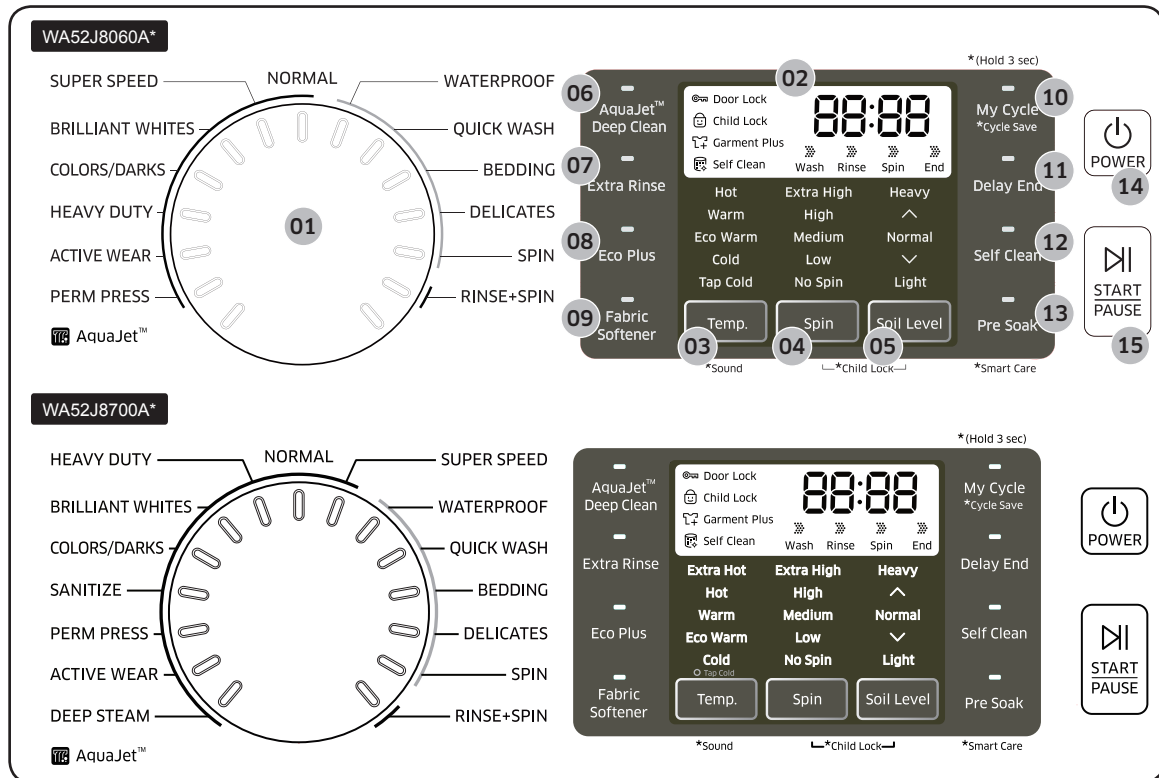 WA52J8060A*
SUPER SPEED
NORMAL
WATERPROOF
BRILLIANT WHITES
QUICK WASH
COLORS/DARKS
BEDDING
HEAVY DUTY
01
DELICATES
ACTIVE WEAR
SPIN
PERM PRESS
RINSE+SPIN
AquaJet™
*(Hold 3 sec)
06
AquaJet™
Deep Clean
07
Extra Rinse
08
Eco Plus
09
Fabric
Softener
02
Door Lock
Child Lock
Garment Plus
Self Clean
88:88
Wash Rinse Spin End
Hot Extra High Heavy
Warm High
Eco Warm Medium Normal
Cold Low
Tap Cold No Spin Light
Temp. Spin Soil Level
03 04 05
*Sound *Child Lock *Smart Care
10
My Cycle
*Cycle Save
11
Delay End
12
Self Clean
13
Pre Soak
POWER
14
START
PAUSE
15
WA52J8700A*
HEAVY DUTY
NORMAL
SUPER SPEED
BRILLIANT WHITES
WATERPROOF
COLORS/DARKS
QUICK WASH
SANITIZE
BEDDING
PERM PRESS
DELICATES
ACTIVE WEAR
SPIN
DEEP STEAM
RINSE+SPIN
AquaJet™
*(Hold 3 sec)
AquaJet™
Deep Clean
Extra Rinse
Eco Plus
Fabric
Softener
Door Lock
Child Lock
Garment Plus
Self Clean
88:88
Wash Rinse Spin End
Extra Hot Extra High Heavy
Hot High
Warm Medium Normal
Eco Warm Low
Cold No Spin Light
Tap Cold
Temp. Spin Soil Level
*Sound *Child Lock *Smart Care
My Cycle
*Cycle Save
Delay End
Self Clean
Pre Soak
POWER
START
PAUSE